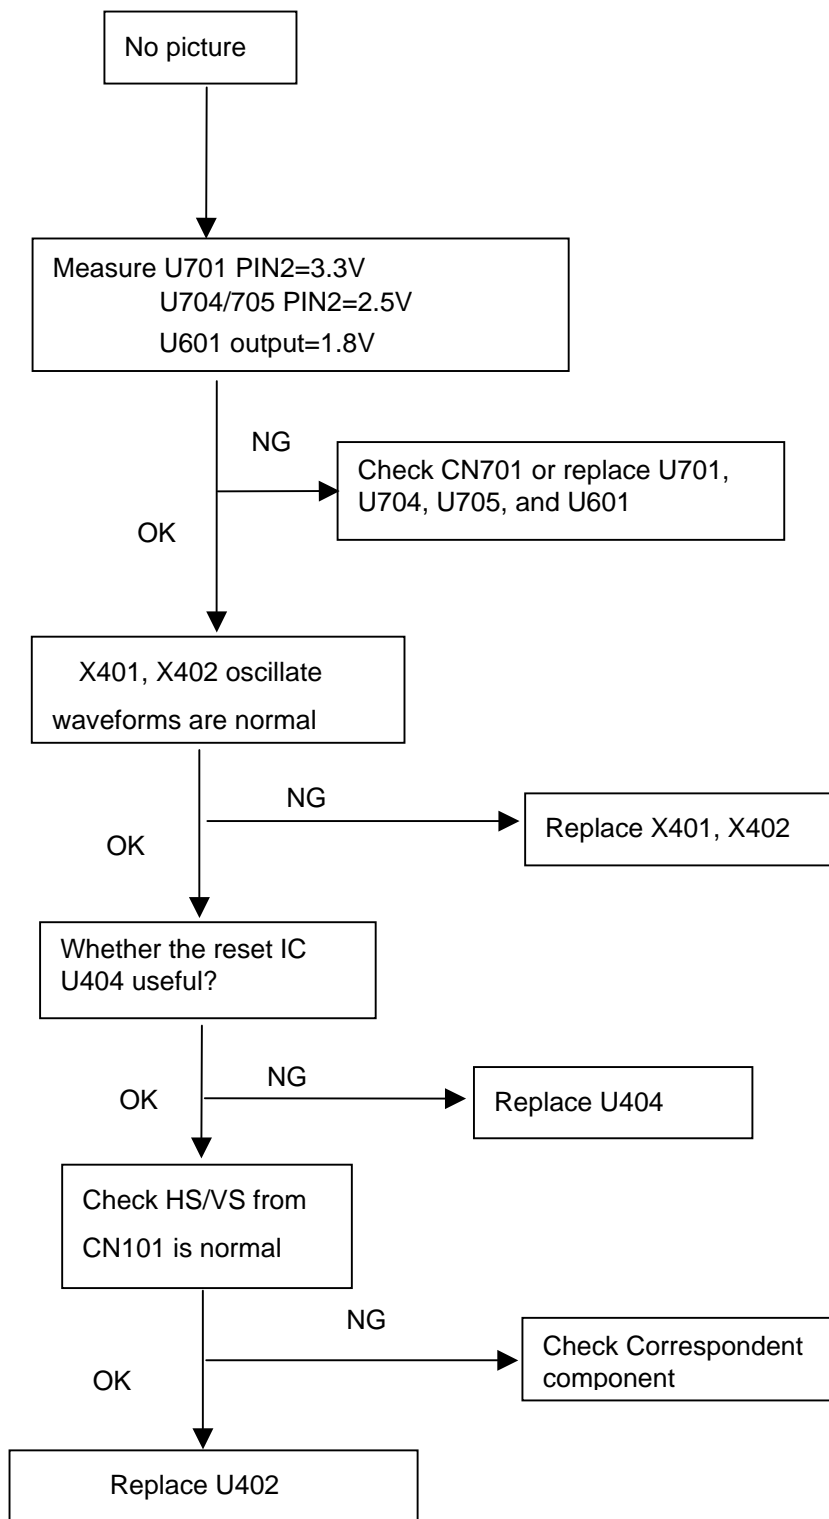 No picture
Measure U701 PIN2=3.3V
U704/705 PIN2=2.5V
U601 output=1.8V
NG
Check CN701 or replace U701,
U704, U705, and U601
OK
X401, X402 oscillate
waveforms are normal
NG
Replace X401, X402
OK
Whether the reset IC
U404 useful?
NG
Replace U404
OK
Check HS/VS from
CN101 is normal
NG
Check Correspondent
component
OK
Replace U402